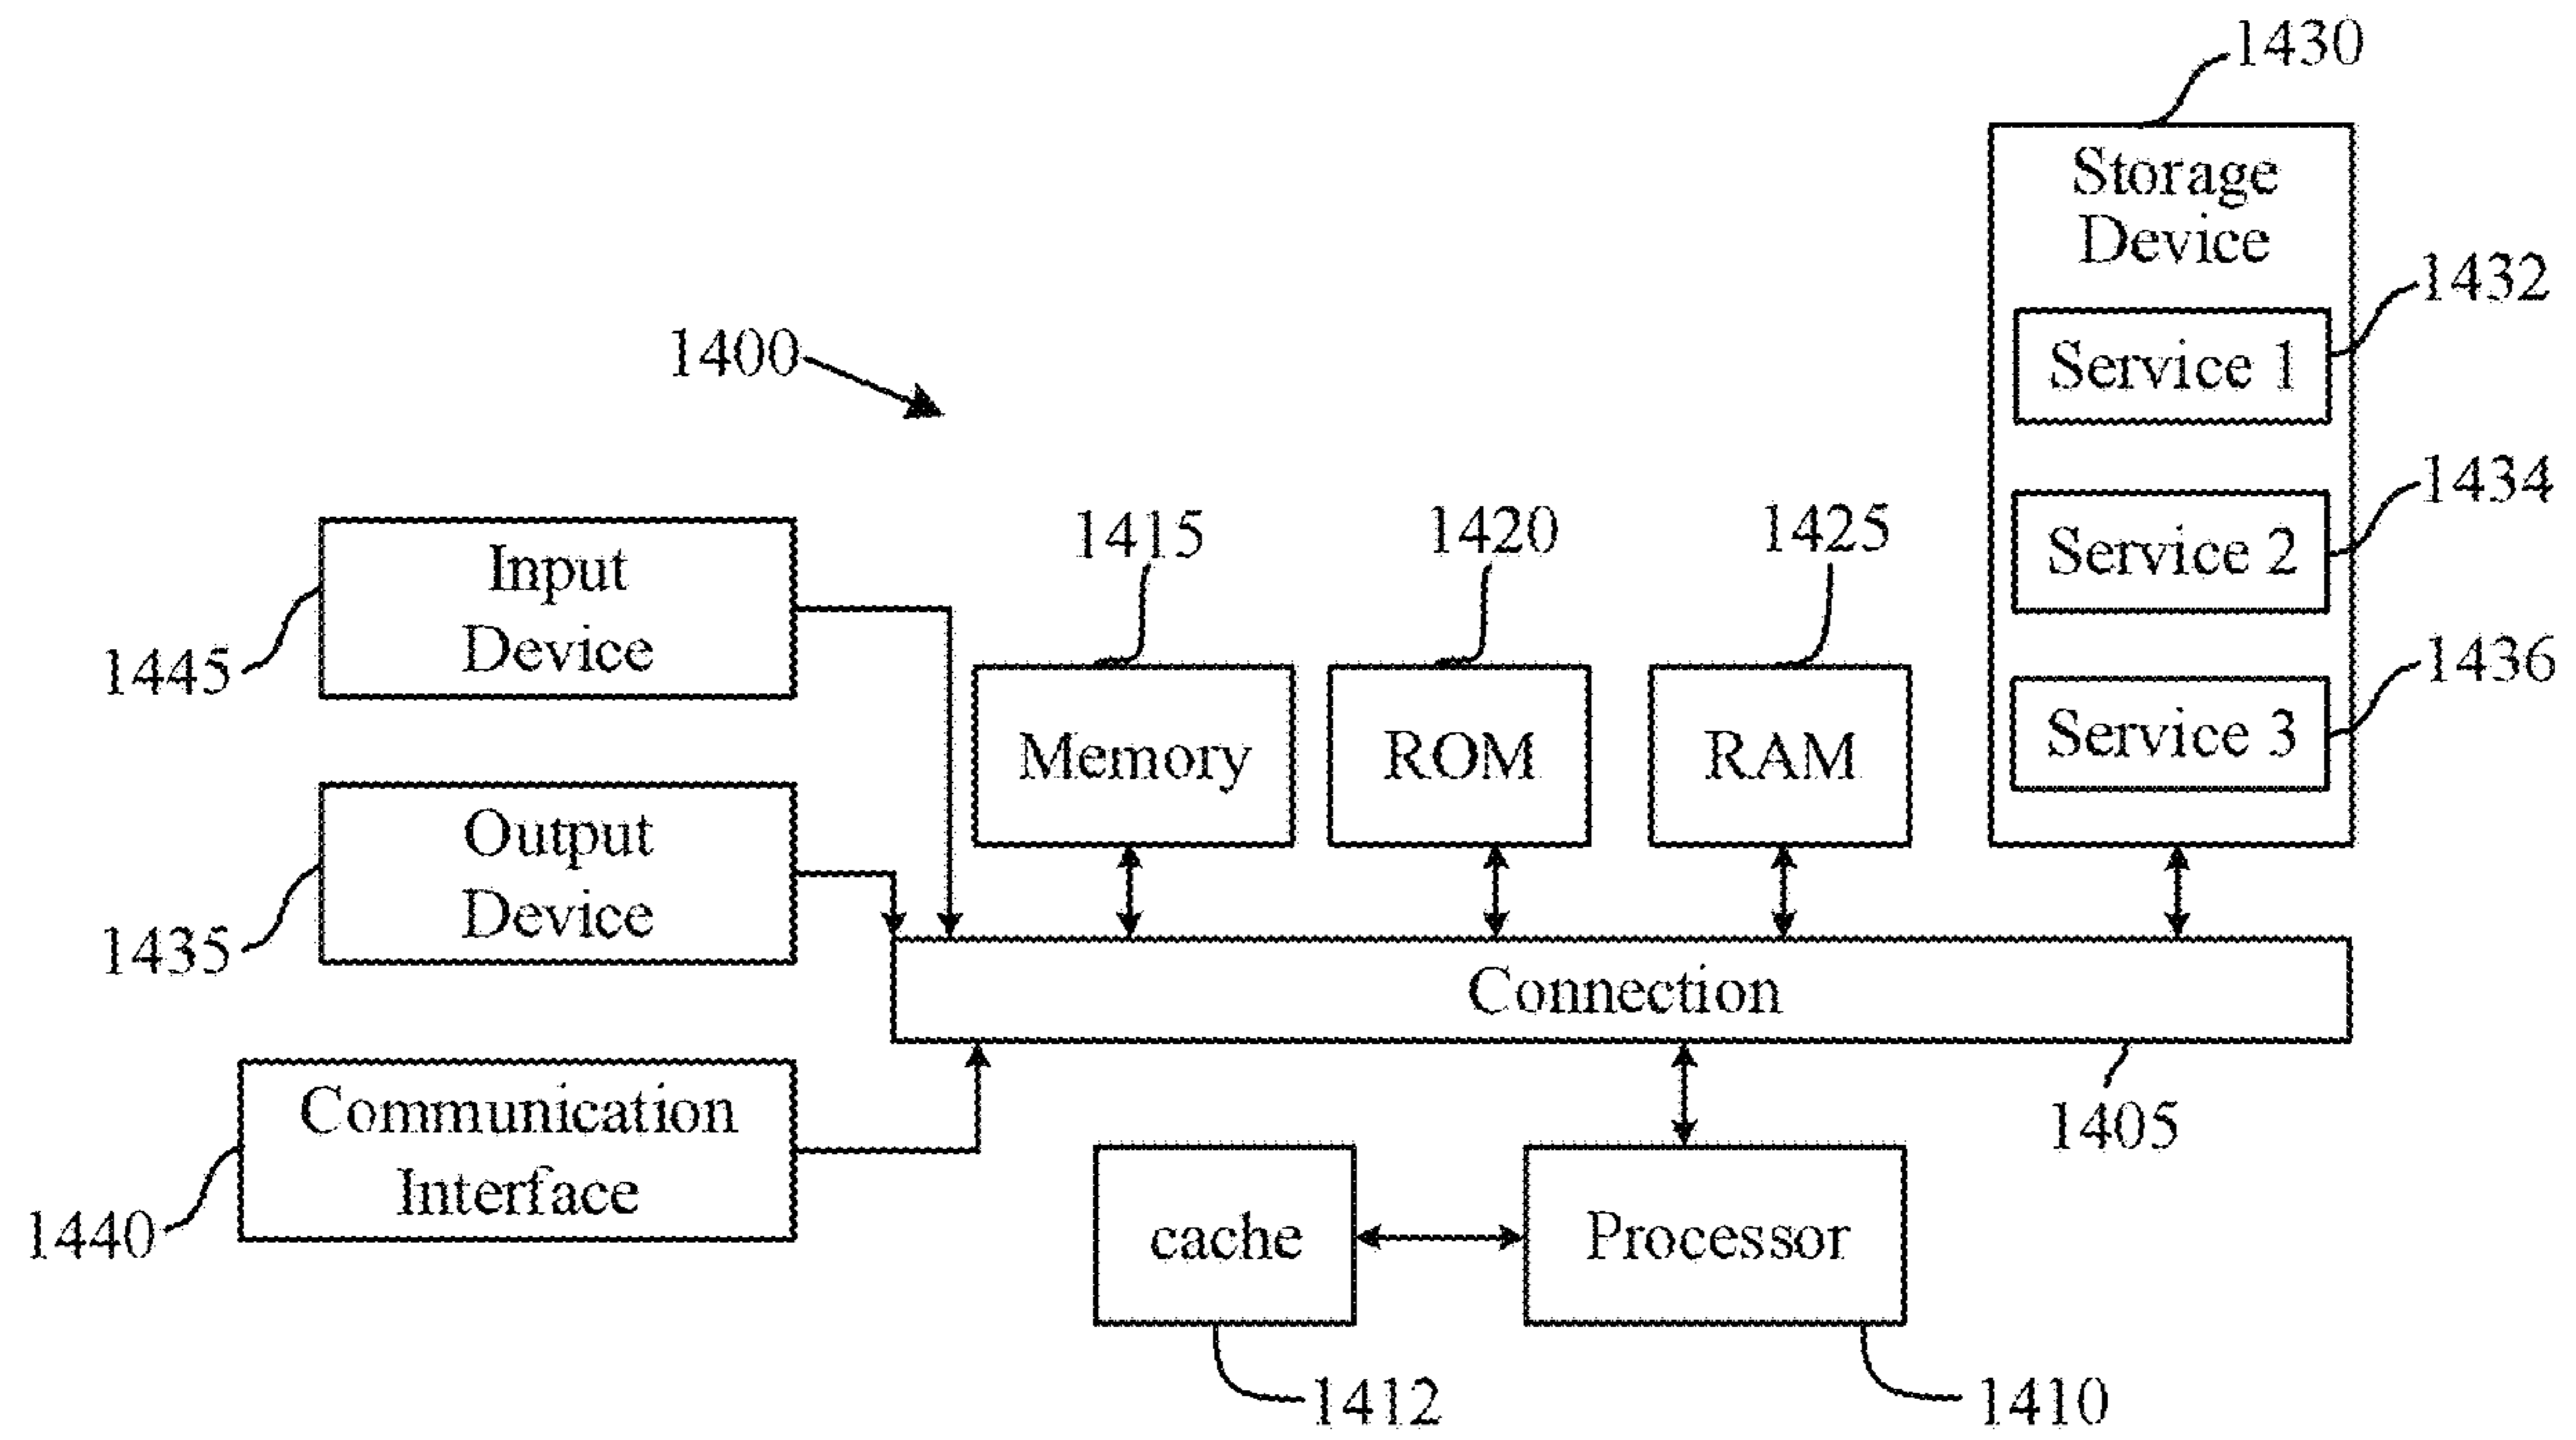 1430
Storage
Device
1432
Service 1
1400
1434
Service 2
1415
1420
1425
Input
Device
1445
1436
Service 3
Memory
ROM
RAM
Output
Device
1435
Connection
Communication
Interface
1440
1405
cache
Processor
1412
1410